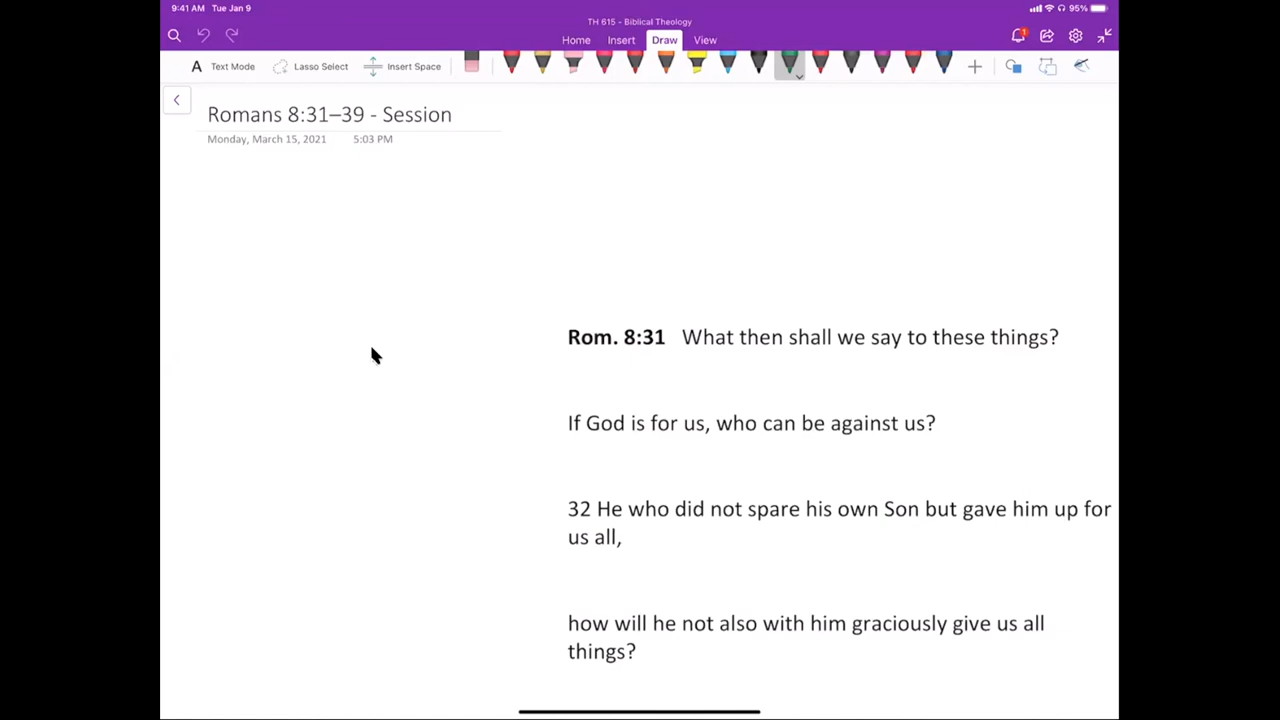 9:41 AM Tue Jan 9
95%
TH 615 - Biblical Theology
Home Insert Draw View
1
A Text Mode Lasso Select Insert Space
Romans 8:31–39 - Session
Monday, March 15, 2021 5:03 PM
Rom. 8:31 What then shall we say to these things?
If God is for us, who can be against us?
32 He who did not spare his own Son but gave him up for
us all,
how will he not also with him graciously give us all
things?